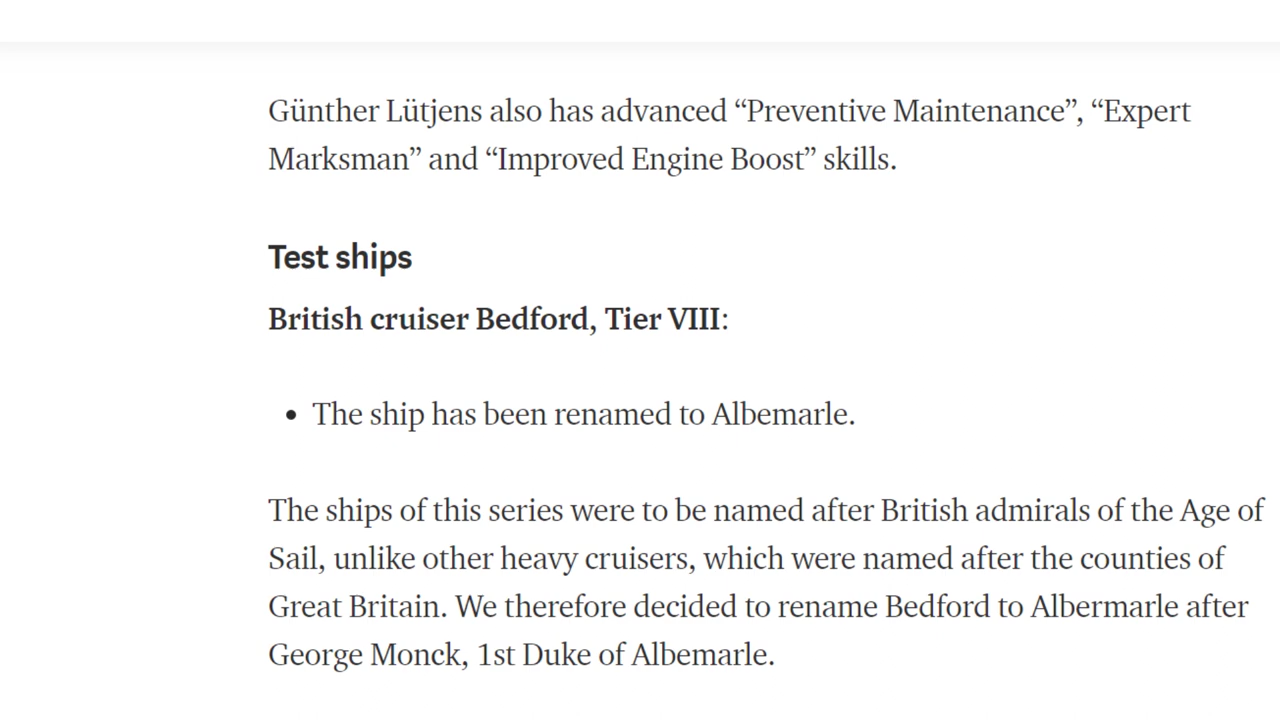 Günther Lütjens also has advanced “Preventive Maintenance”, “Expert
Marksman” and “Improved Engine Boost” skills.
Test ships
British cruiser Bedford, Tier VIII:
• The ship has been renamed to Albemarle.
The ships of this series were to be named after British admirals of the Age of
Sail, unlike other heavy cruisers, which were named after the counties of
Great Britain. We therefore decided to rename Bedford to Albermarle after
George Monck, 1st Duke of Albemarle.